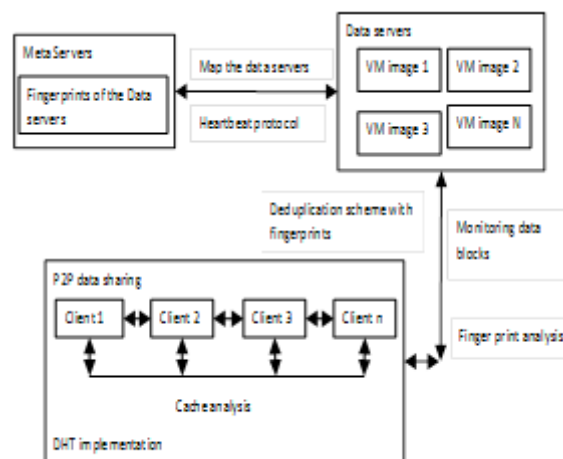 Meta Servers
Fingerprints of the Data
servers
Map the data servers
Heartbeat protocol
Data servers
VM image 1
VM image 2
VM image 3
VM image N
Deduplication scheme with
fingerprints
Monitoring data
blocks
Finger print analysis
P2P data sharing
Client 1
Client 2
Client 3
Client n
Cache analysis
DHT implementation